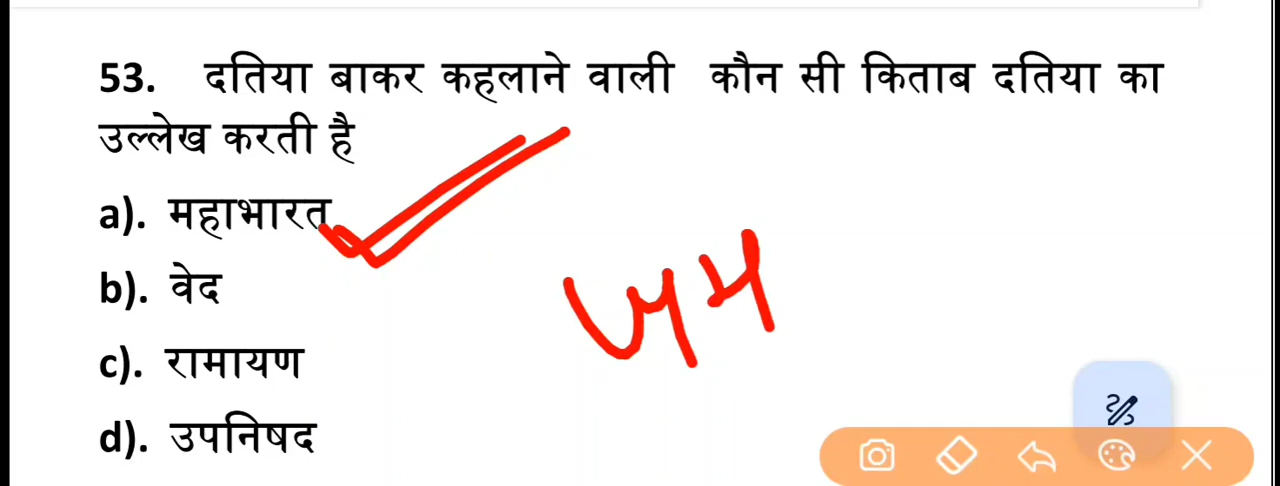 53. दतिया बाकर कहलाने वाली कौन सी किताब दतिया का
उल्लेख करती है
a). महाभारत
b). वेद
c). रामायण
d). उपनिषद